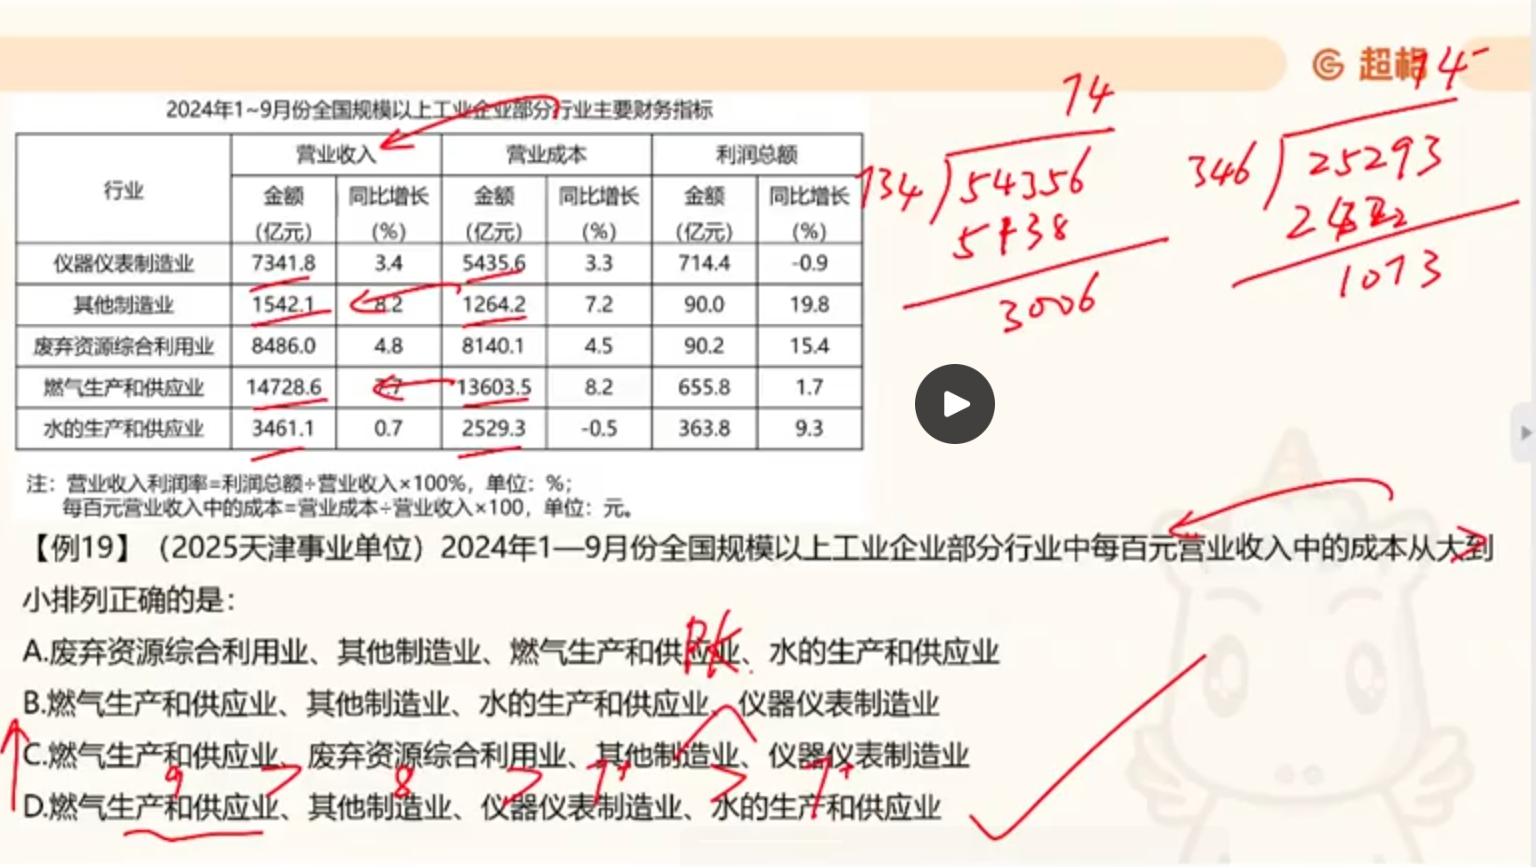 超格
2024年1~9月份全国规模以上工业企业部分行业主要财务指标
行业 营业收入 营业成本 利润总额
金额(亿元) 同比增长(%) 金额(亿元) 同比增长(%) 金额(亿元) 同比增长(%)
仪器仪表制造业 7341.8 3.4 5435.6 3.3 714.4 -0.9
其他制造业 1542.1 8.2 1264.2 7.2 90.0 19.8
废弃资源综合利用业 8486.0 4.8 8140.1 4.5 90.2 15.4
燃气生产和供应业 14728.6 7.7 13603.5 8.2 655.8 1.7
水的生产和供应业 3461.1 0.7 2529.3 -0.5 363.8 9.3
注：营业收入利润率=利润总额÷营业收入×100%，单位：%；
每百元营业收入中的成本=营业成本÷营业收入×100，单位：元。
74
734 54356
5138
3006
74
346 25293
1073
【例19】（2025天津事业单位）2024年1—9月份全国规模以上工业企业部分行业中每百元营业收入中的成本从大到
小排列正确的是：
A.废弃资源综合利用业、其他制造业、燃气生产和供应业、水的生产和供应业
PK
B.燃气生产和供应业、其他制造业、水的生产和供应业、仪器仪表制造业
C.燃气生产和供应业、废弃资源综合利用业、其他制造业、仪器仪表制造业
9 > 8 > 7+ > 7+
D.燃气生产和供应业、其他制造业、仪器仪表制造业、水的生产和供应业